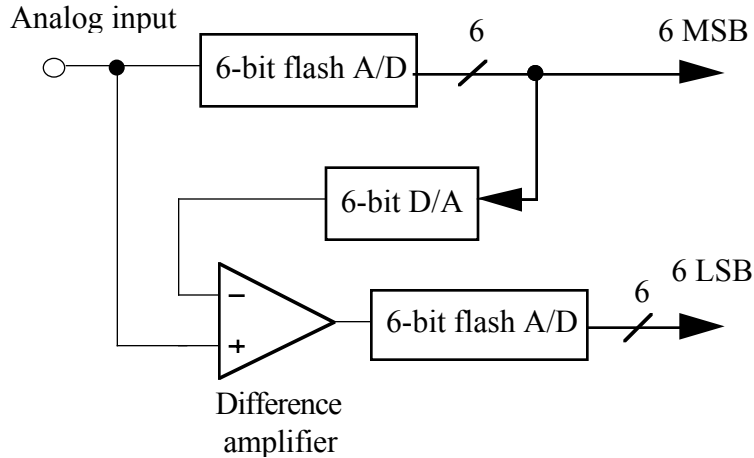 Analog input
6
6 MSB
6-bit flash A/D
6-bit D/A
6 LSB
6
−
6-bit flash A/D
+
Difference
amplifier